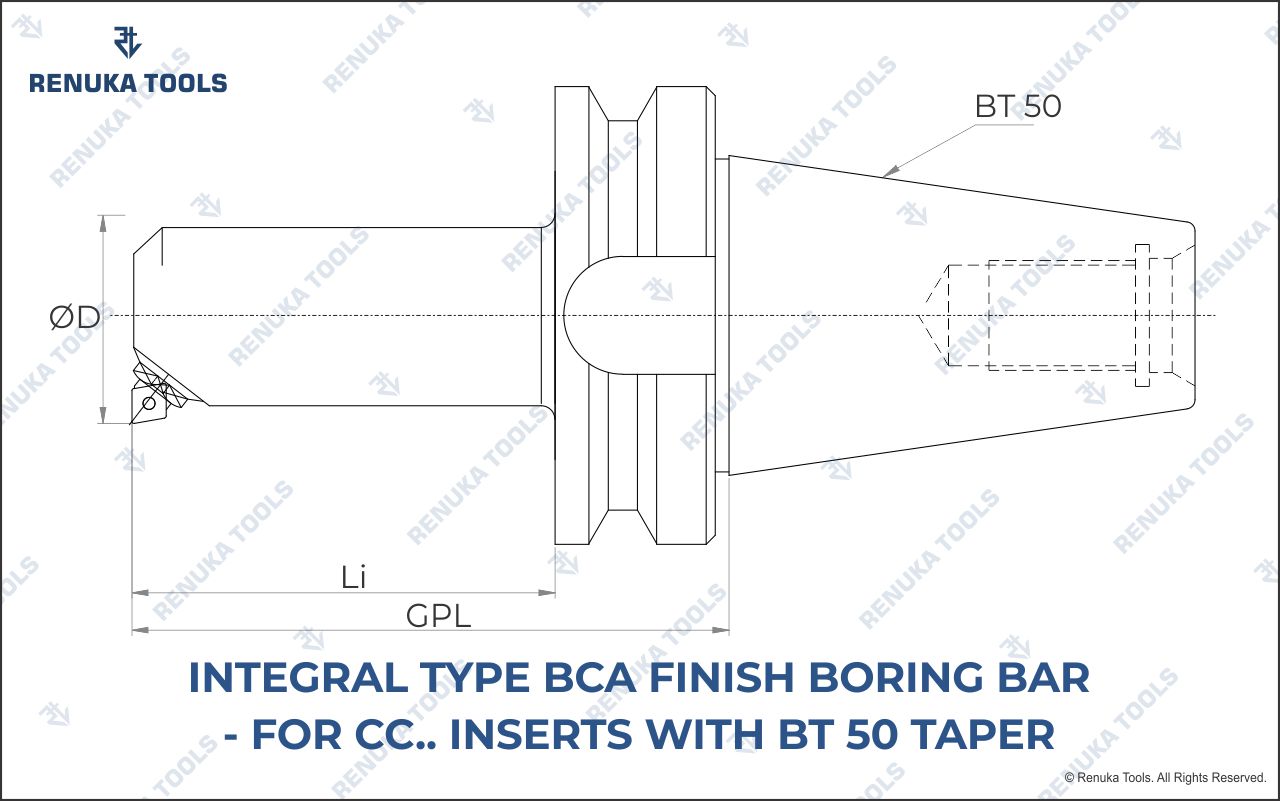 RENUKA TOOLS
BT 50
ØD
Li
GPL
INTEGRAL TYPE BCA FINISH BORING BAR
- FOR CC.. INSERTS WITH BT 50 TAPER
© Renuka Tools. All Rights Reserved.